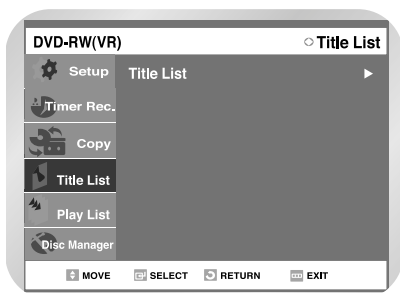 DVD-RW(VR) Title List
Setup
Title List
Timer Rec.
Copy
Title List
Play List
Disc Manager
MOVE SELECT RETURN EXIT